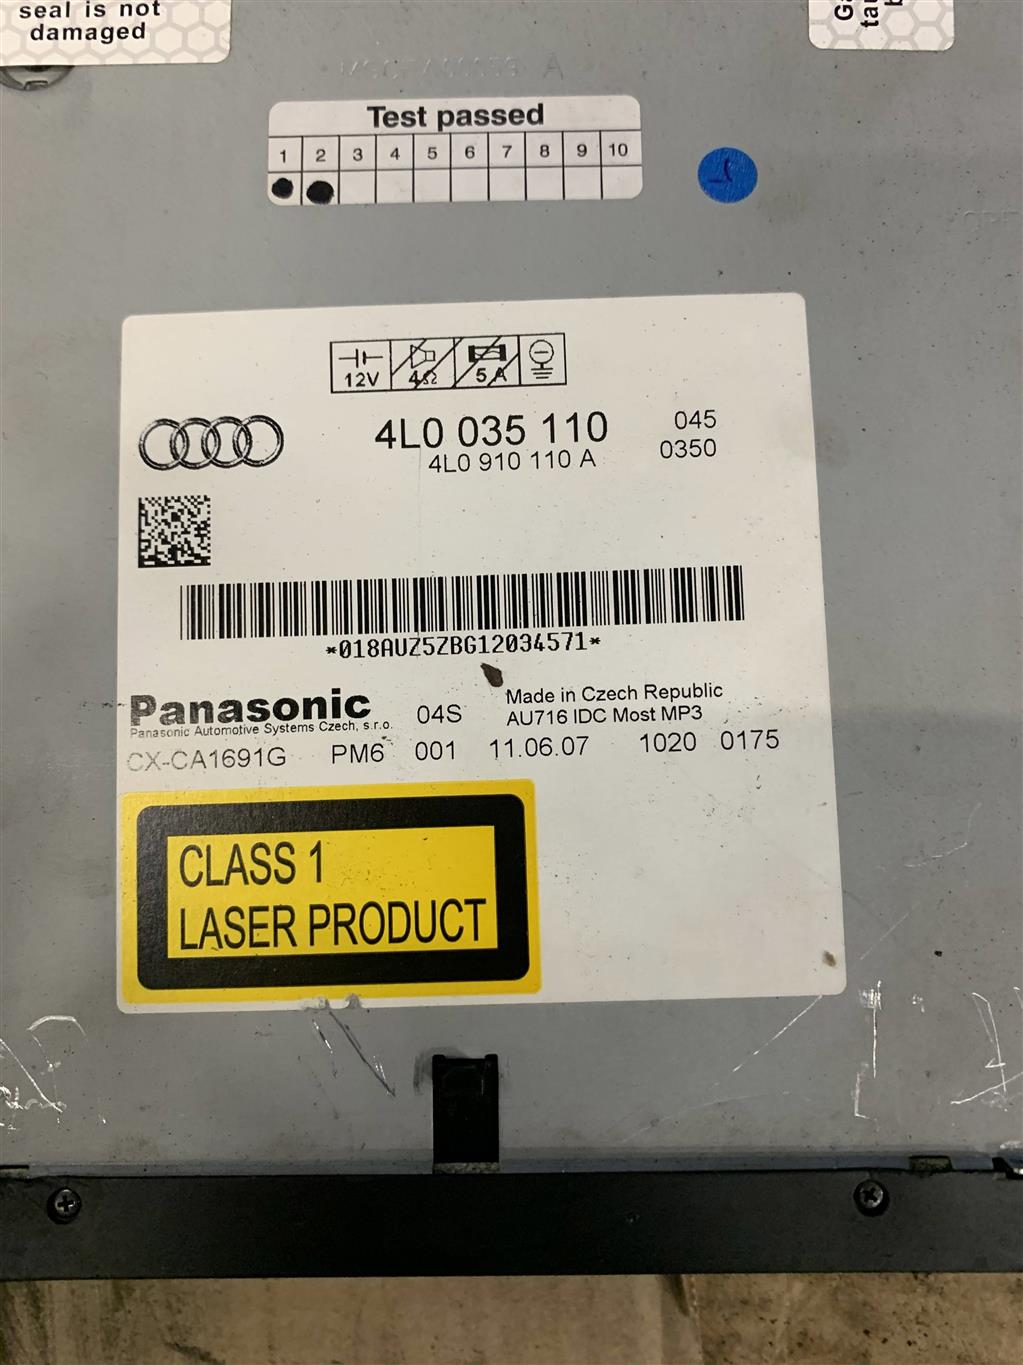 seal is not
damaged
Test passed
1 2 3 4 5 6 7 8 9 10
12V 4Ω 5A
4L0 035 110 045
4L0 910 110 A 0350
*018AUZ5ZBG12034571*
Panasonic 04S Made in Czech Republic
Panasonic Automotive Systems Czech, s.r.o. AU716 IDC Most MP3
CX-CA1691G PM6 001 11.06.07 1020 0175
CLASS 1
LASER PRODUCT